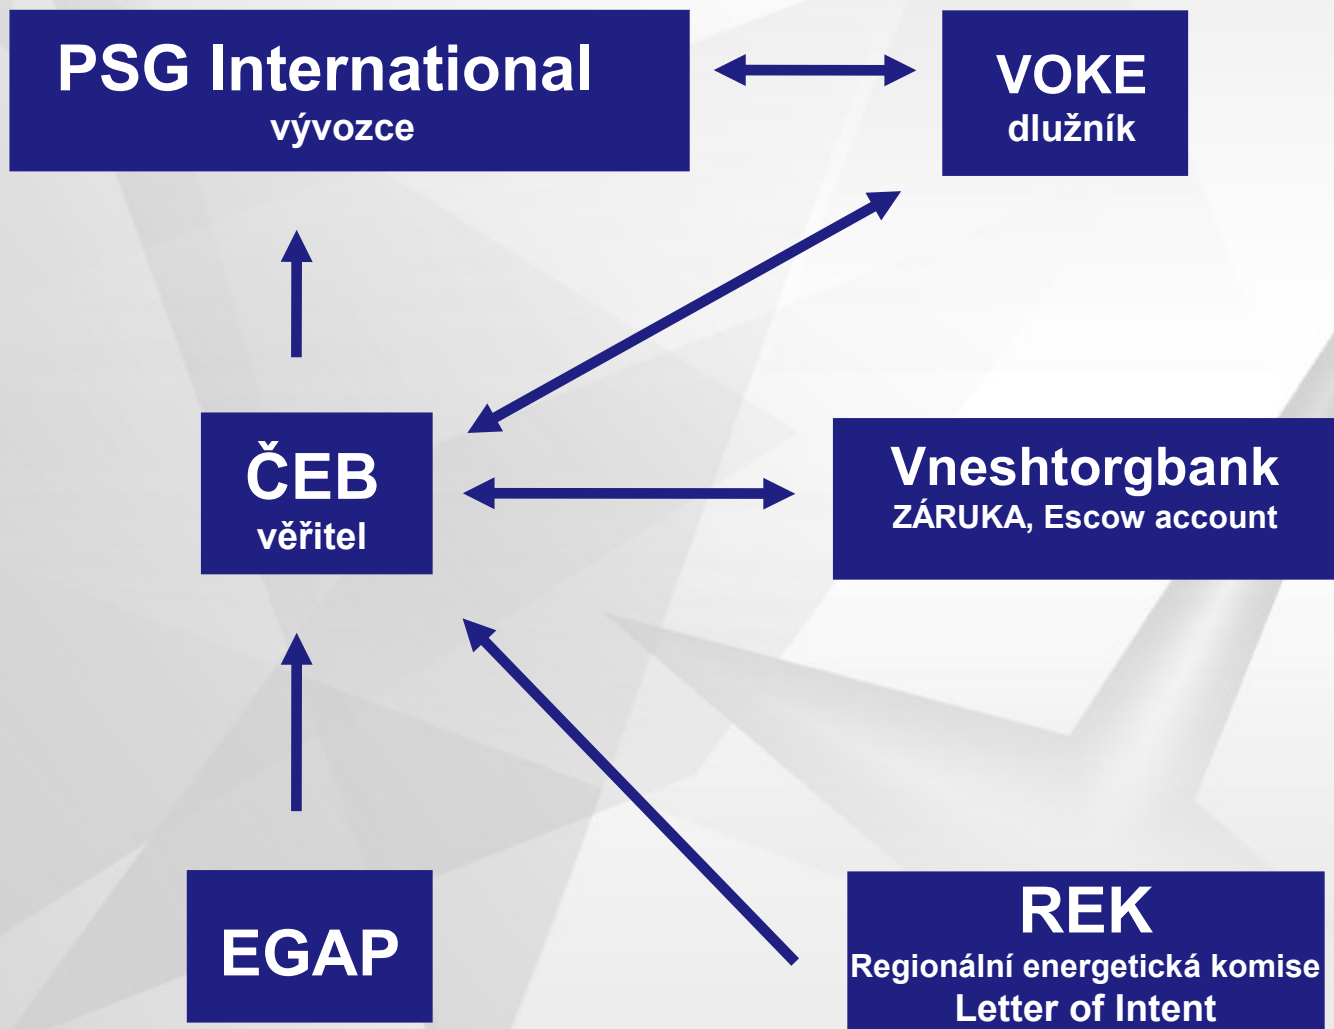 PSG International
vývozce
VOKE
dlužník
ČEB
věřitel
Vneshtorgbank
ZÁRUKA, Escow account
EGAP
REK
Regionální energetická komise
Letter of Intent